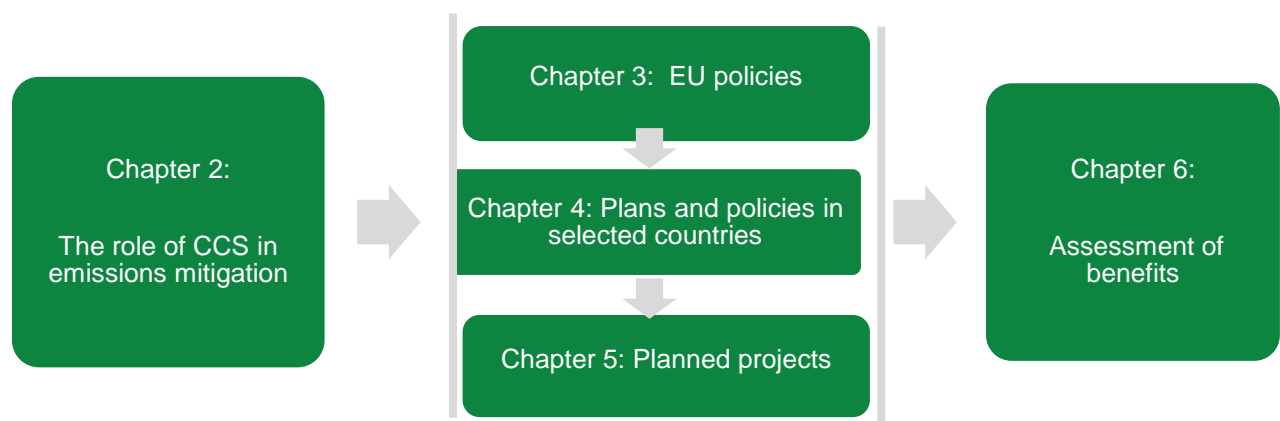 Chapter 2:
The role of CCS in
emissions mitigation
Chapter 3:  EU policies
Chapter 4: Plans and policies in
selected countries
Chapter 5: Planned projects
Chapter 6:
Assessment of
benefits